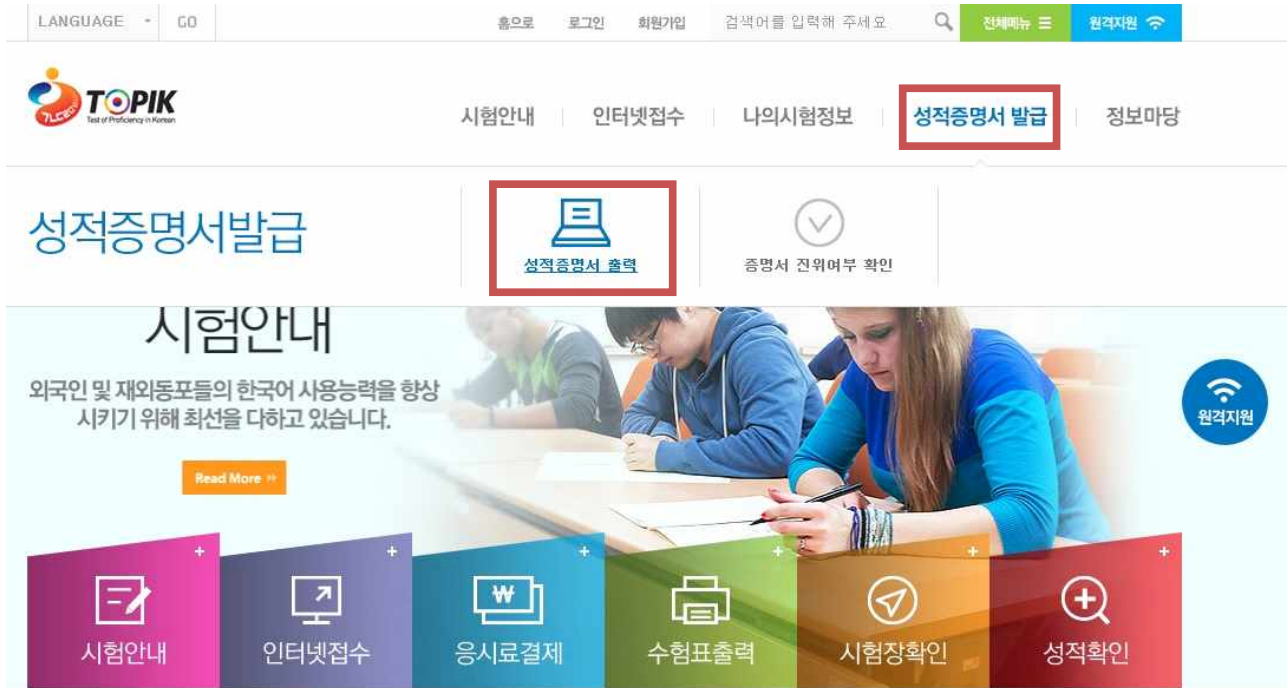 LANGUAGE GO 홈으로 로그인 회원가입 검색어를 입력해 주세요 전체메뉴 원격지원
TOPIK
Test of Proficiency in Korean
시험안내 인터넷접수 나의시험정보 성적증명서 발급 정보마당
성적증명서발급
성적증명서 출력 증명서 진위여부 확인
시험안내
외국인 및 재외동포들의 한국어 사용능력을 향상
시키기 위해 최선을 다하고 있습니다.
Read More
원격지원
시험안내 인터넷접수 응시료결제 수험표출력 시험장확인 성적확인